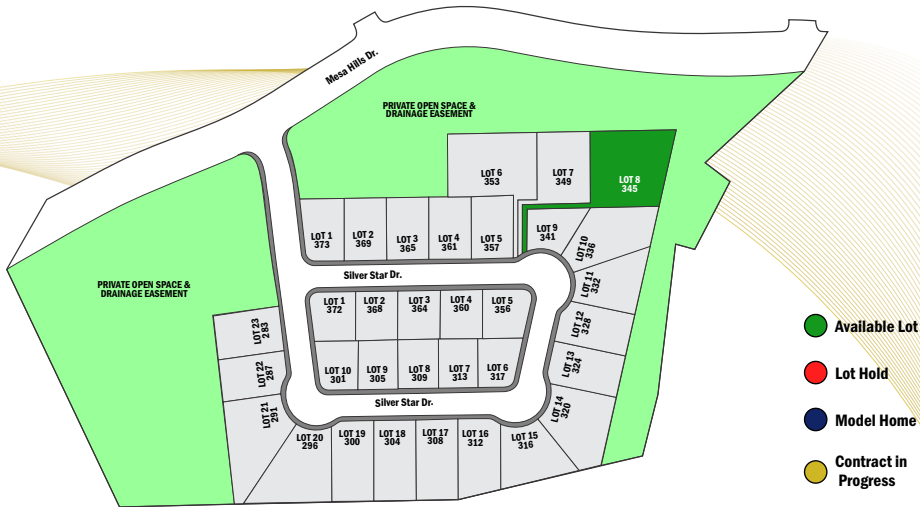 Mesa Hills Dr.
PRIVATE OPEN SPACE &
DRAINAGE EASEMENT
LOT 6
353
LOT 7
349
LOT 8
345
LOT 1
373
LOT 2
369
LOT 3
365
LOT 4
361
LOT 5
357
LOT 9
341
LOT 10
336
LOT 11
332
Silver Star Dr.
PRIVATE OPEN SPACE &
DRAINAGE EASEMENT
LOT 1
372
LOT 2
368
LOT 3
364
LOT 4
360
LOT 5
356
LOT 12
328
LOT 23
283
LOT 13
324
LOT 22
287
LOT 10
301
LOT 9
305
LOT 8
309
LOT 7
313
LOT 6
317
Silver Star Dr.
LOT 14
320
LOT 21
291
LOT 20
296
LOT 19
300
LOT 18
304
LOT 17
308
LOT 16
312
LOT 15
316
Available Lot
Lot Hold
Model Home
Contract in
Progress